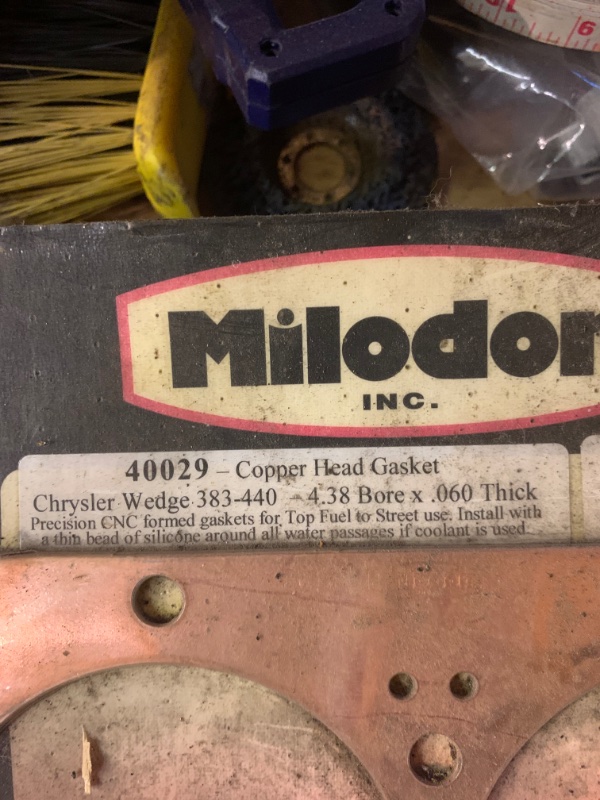 Milodon
INC.
40029 – Copper Head Gasket
Chrysler Wedge 383-440 – 4.38 Bore x .060 Thick
Precision CNC formed gaskets for Top Fuel to Street use. Install with
a thin bead of silicone around all water passages if coolant is used.